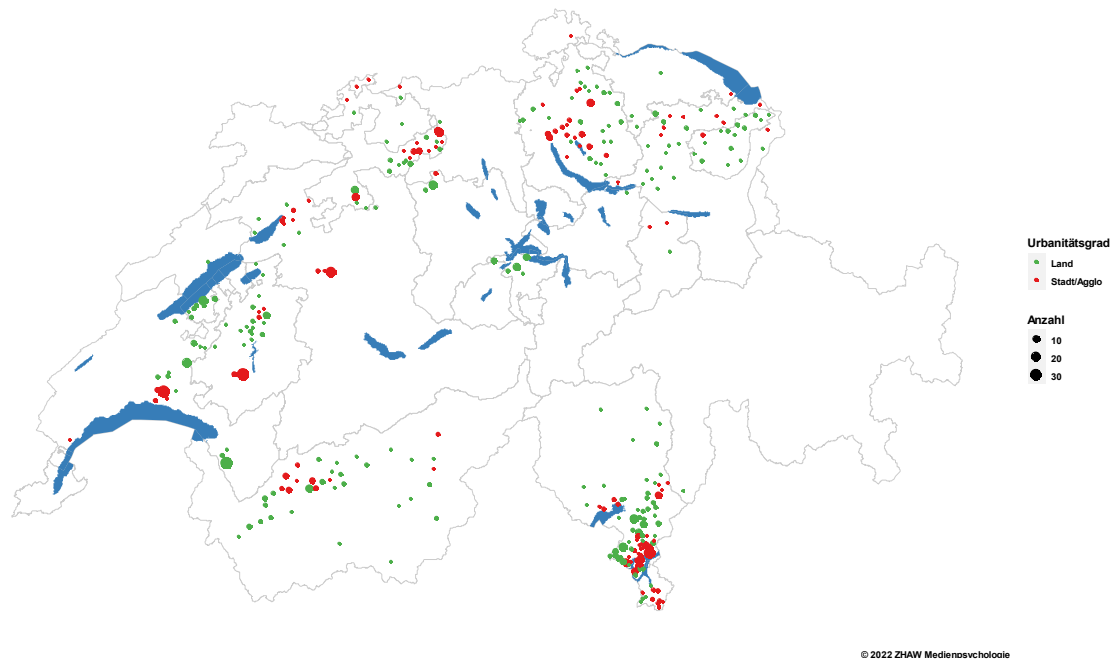 Urbanitätsgrad
Land
Stadt/Agglo
Anzahl
10
20
30
© 2022 ZHAW Medienpsychologie